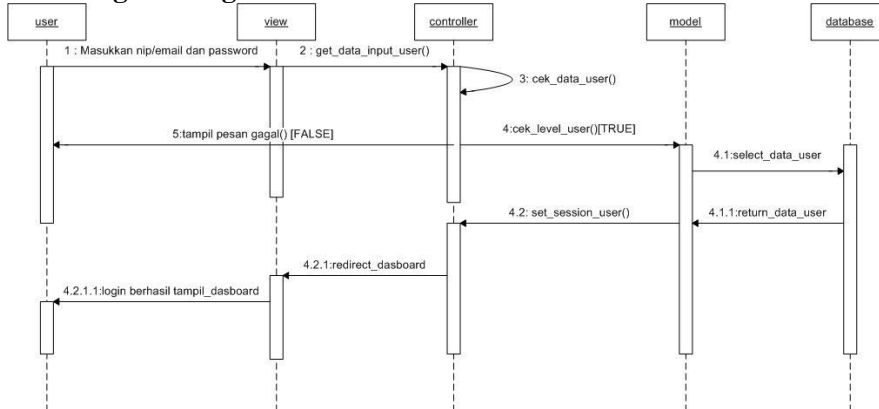 user view controller model database
1 : Masukkan nip/email dan password 2 : get_data_input_user()
3: cek_data_user()
5:tampil pesan gagal() [FALSE] 4:cek_level_user()[TRUE]
4.1:select_data_user
4.2: set_session_user() 4.1.1:return_data_user
4.2.1:redirect_dasboard
4.2.1.1:login berhasil tampil_dasboard